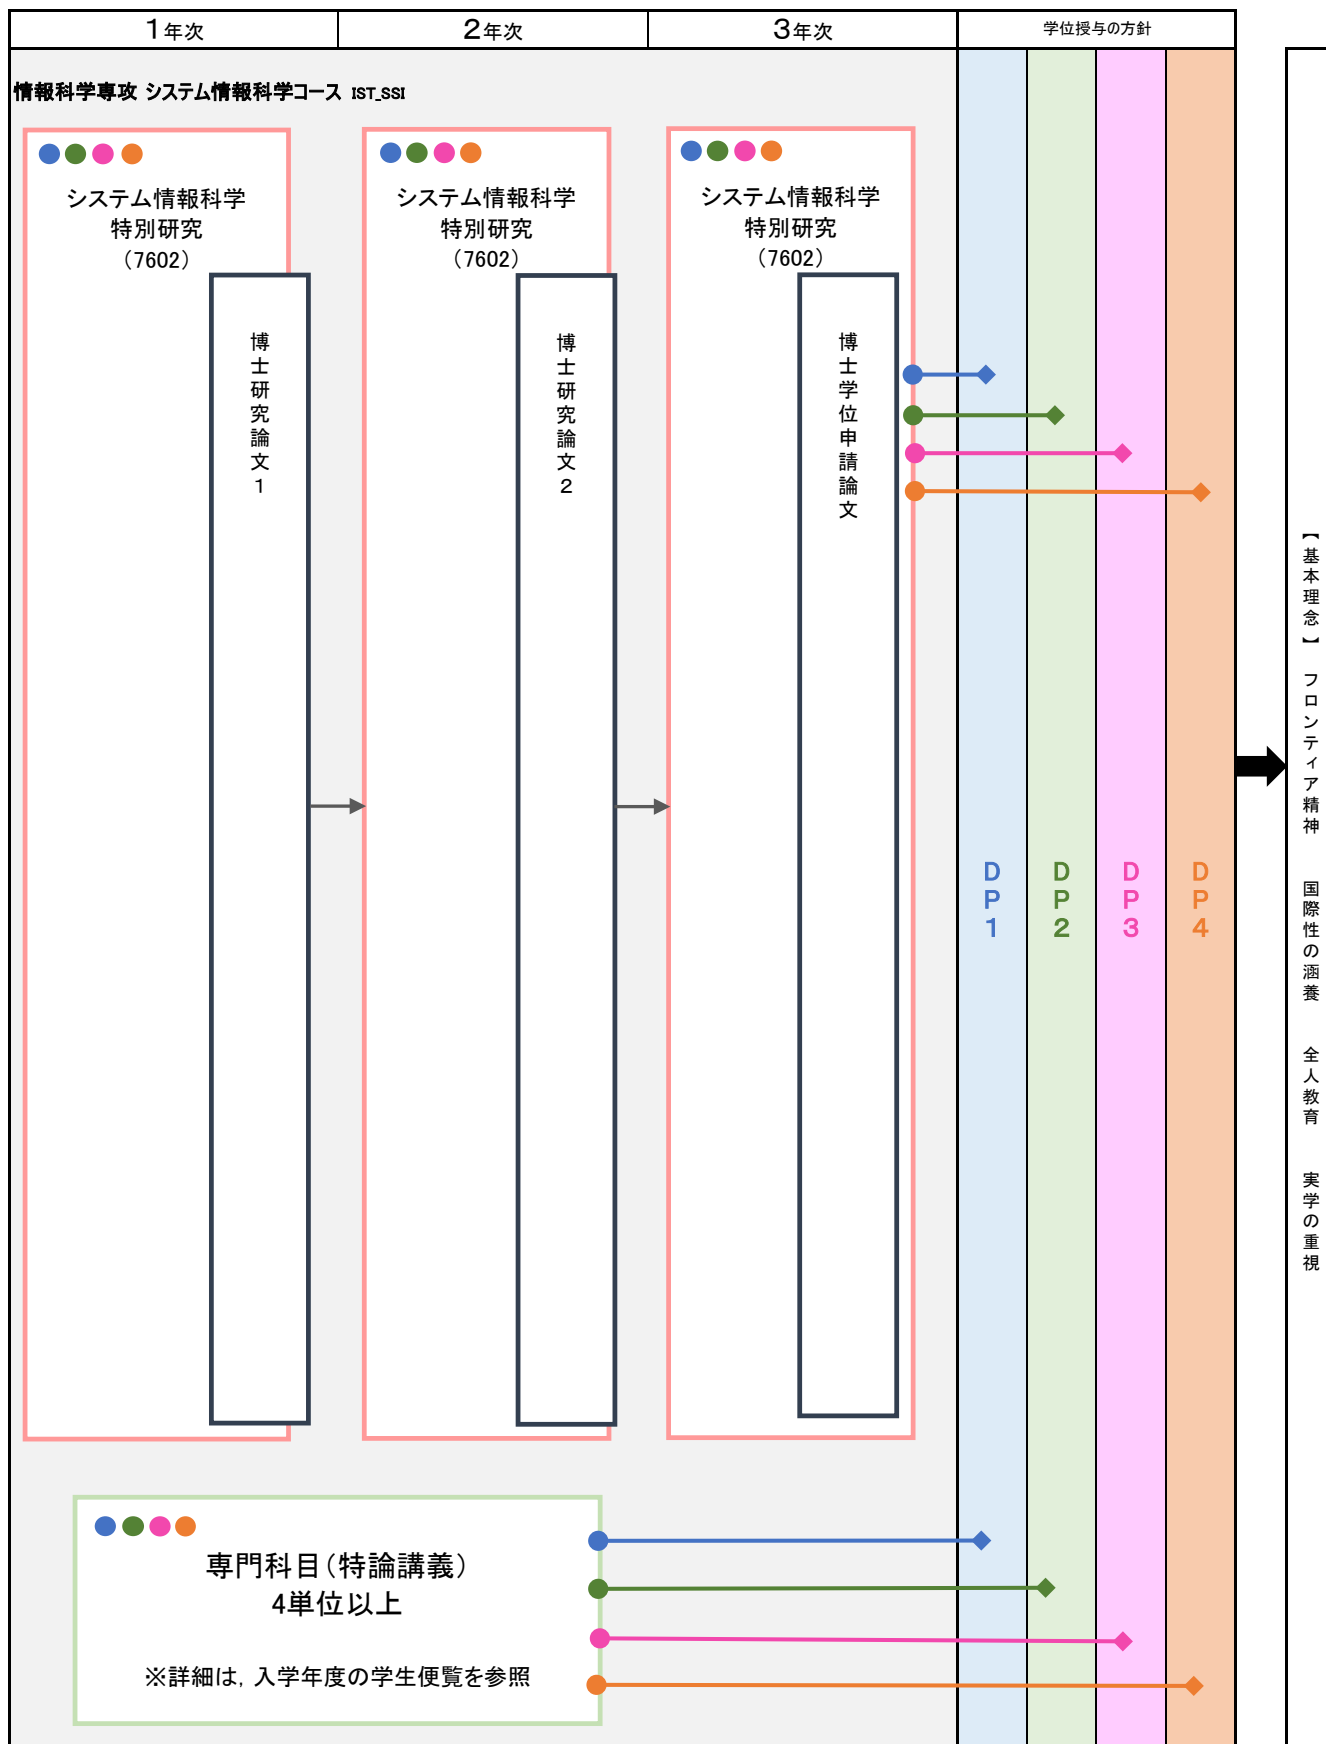 1年次
2年次
3年次
学位授与の方針
情報科学専攻 システム情報科学コース IST_SSI
システム情報科学
特別研究
（7602）
博士研究論文1
システム情報科学
特別研究
（7602）
博士研究論文2
システム情報科学
特別研究
（7602）
博士学位申請論文
DP1
DP2
DP3
DP4
【基本理念】 フロンティア精神 国際性の涵養 全人教育 実学の重視
専門科目（特論講義）
4単位以上
※詳細は，入学年度の学生便覧を参照